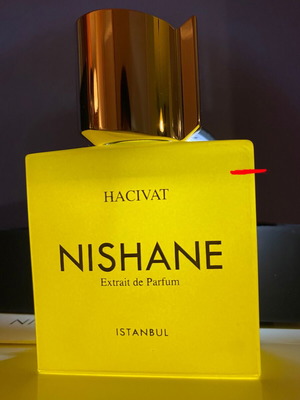 HACIVAT
NISHANE
Extrait de Parfum
ISTANBUL